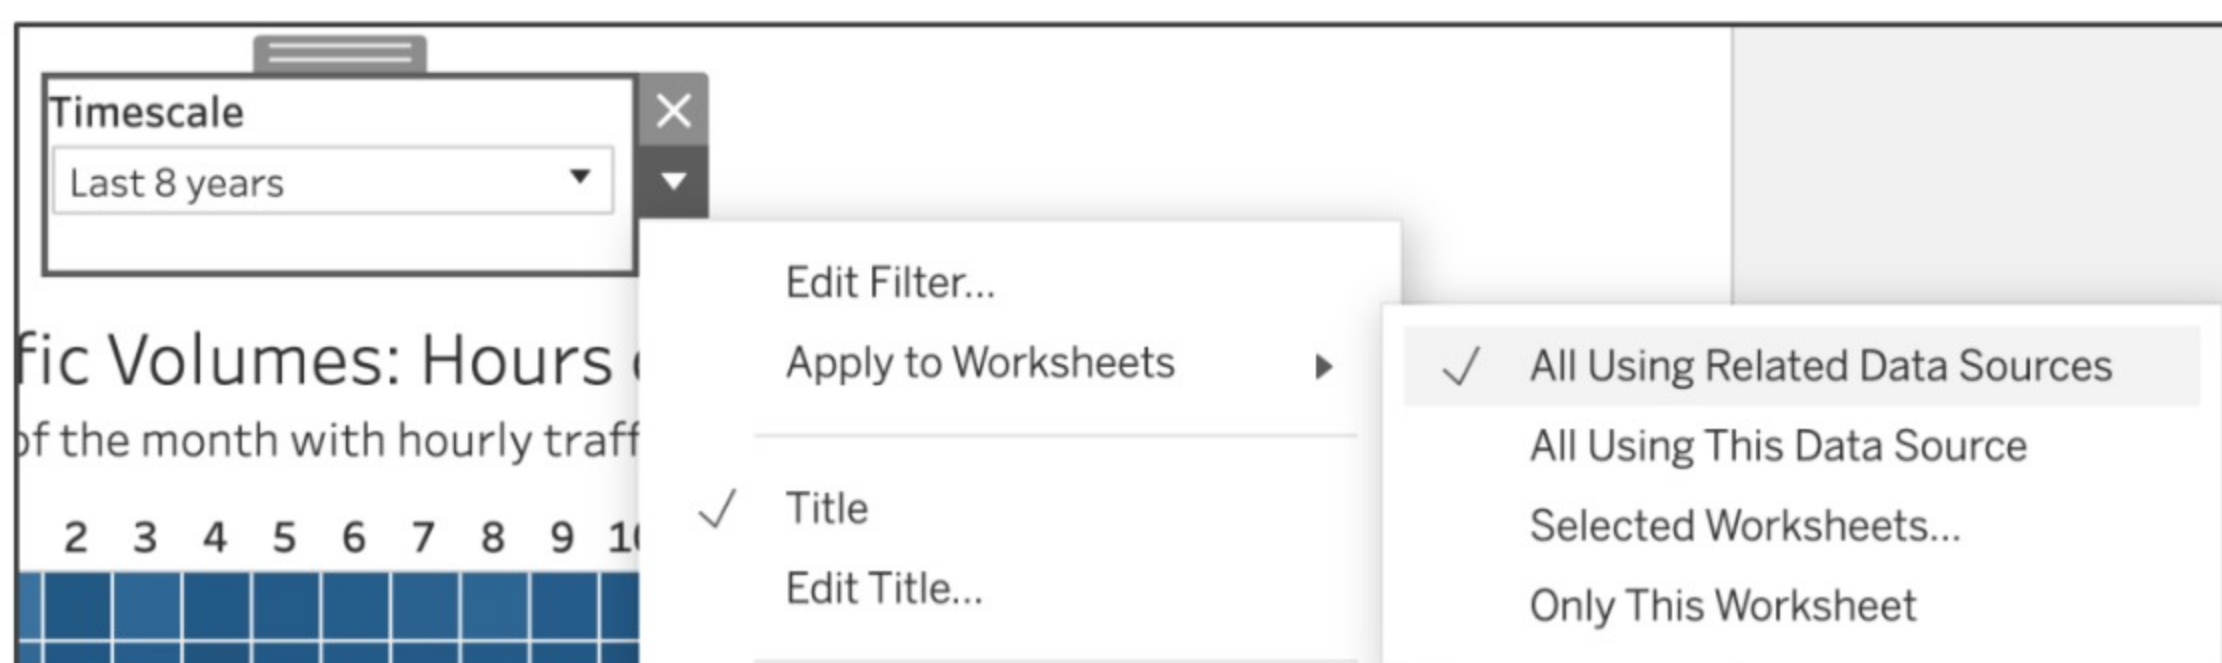 Timescale
Last 8 years
Edit Filter...
Apply to Worksheets
All Using Related Data Sources
All Using This Data Source
Selected Worksheets...
Only This Worksheet
Title
Edit Title...
Volumes: Hours
of the month with hourly
2 3 4 5 6 7 8 9